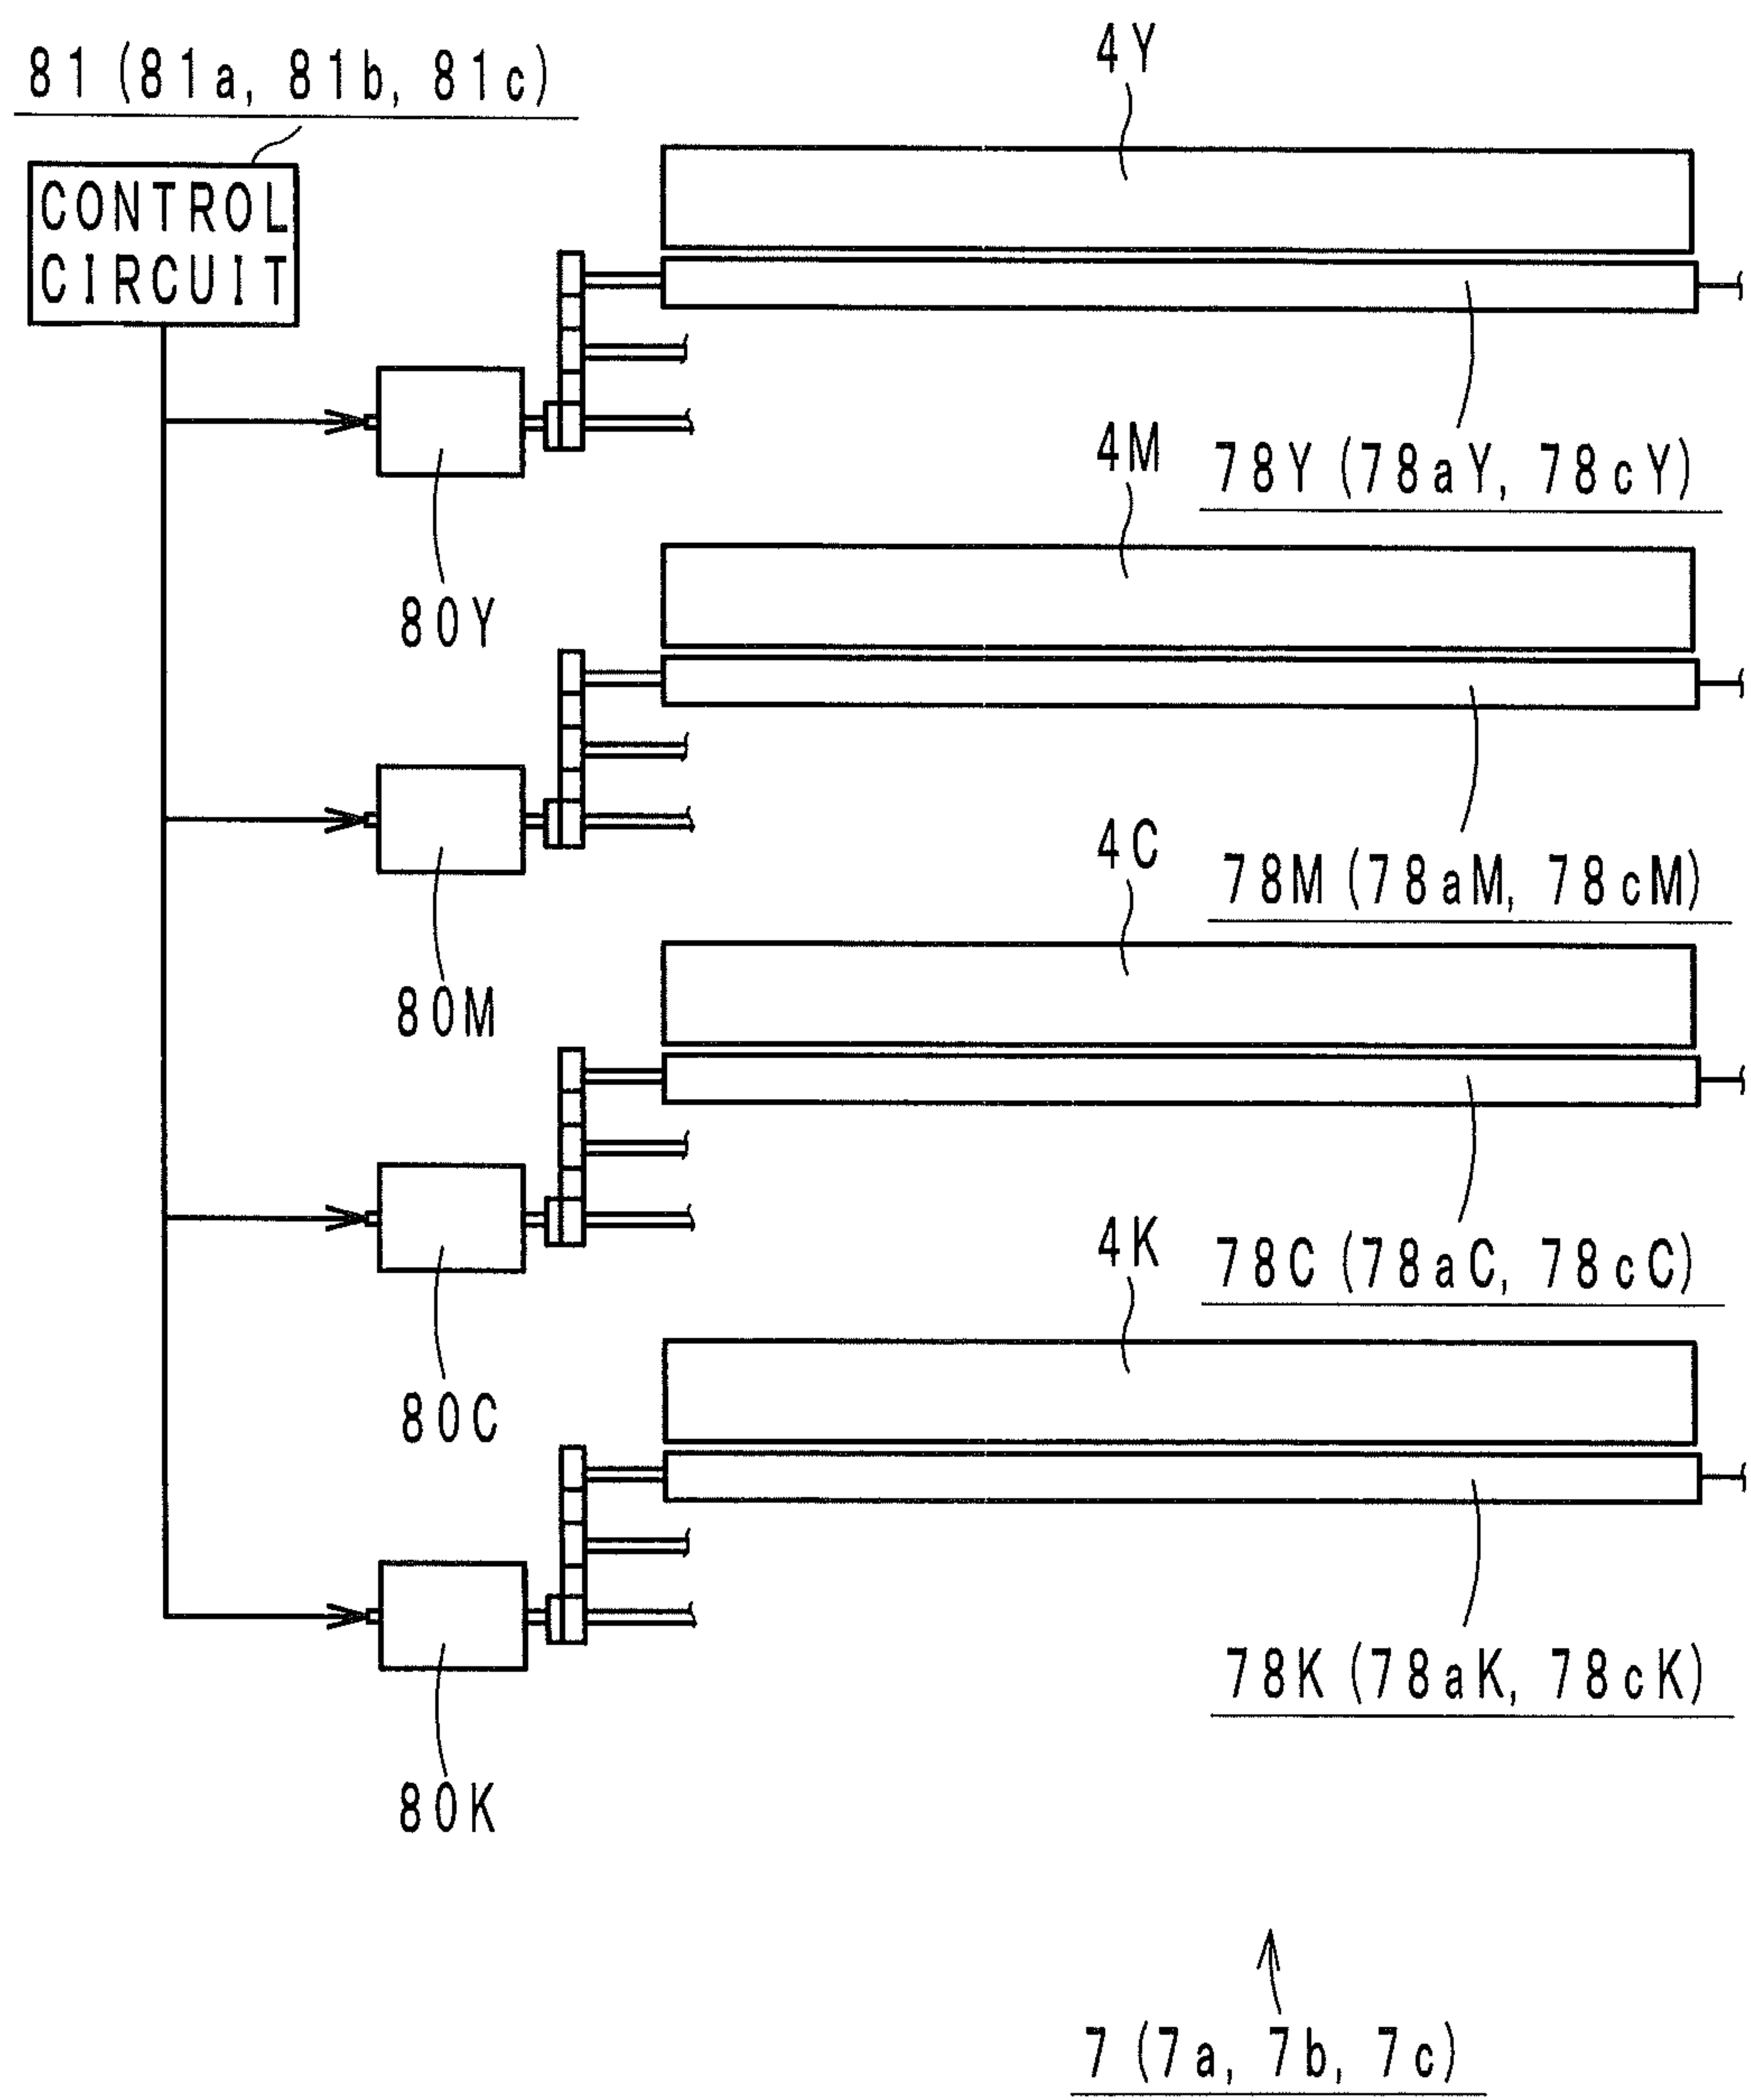 4Y
81 (81a, 81b, 81c)
CONTROL
CIRCUIT
4M
78Y (78aY, 78cY)
80Y
4C
78M (78aM, 78cM)
80M
4K
78C (78aC, 78cC)
80C
78K (78aK, 78cK)
80K
7 (7a, 7b, 7c)